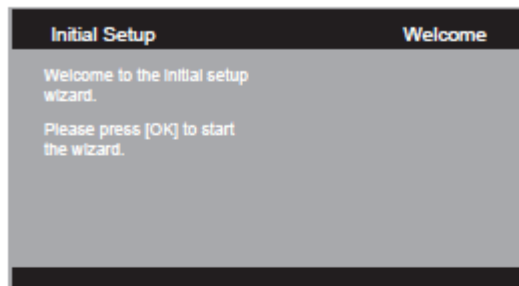 Initial Setup Welcome
Welcome to the initial setup
wizard.
Please press [OK] to start
the wizard.